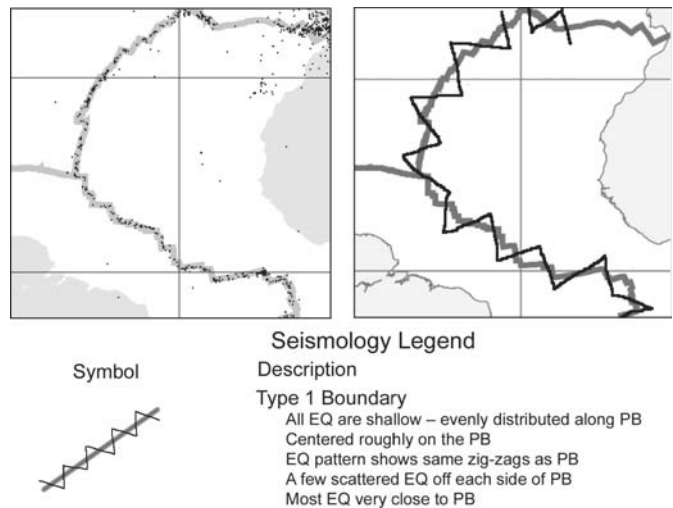 Seismology Legend
Symbol
Description
Type 1 Boundary
All EQ are shallow – evenly distributed along PB
Centered roughly on the PB
EQ pattern shows same zig-zags as PB
A few scattered EQ off each side of PB
Most EQ very close to PB